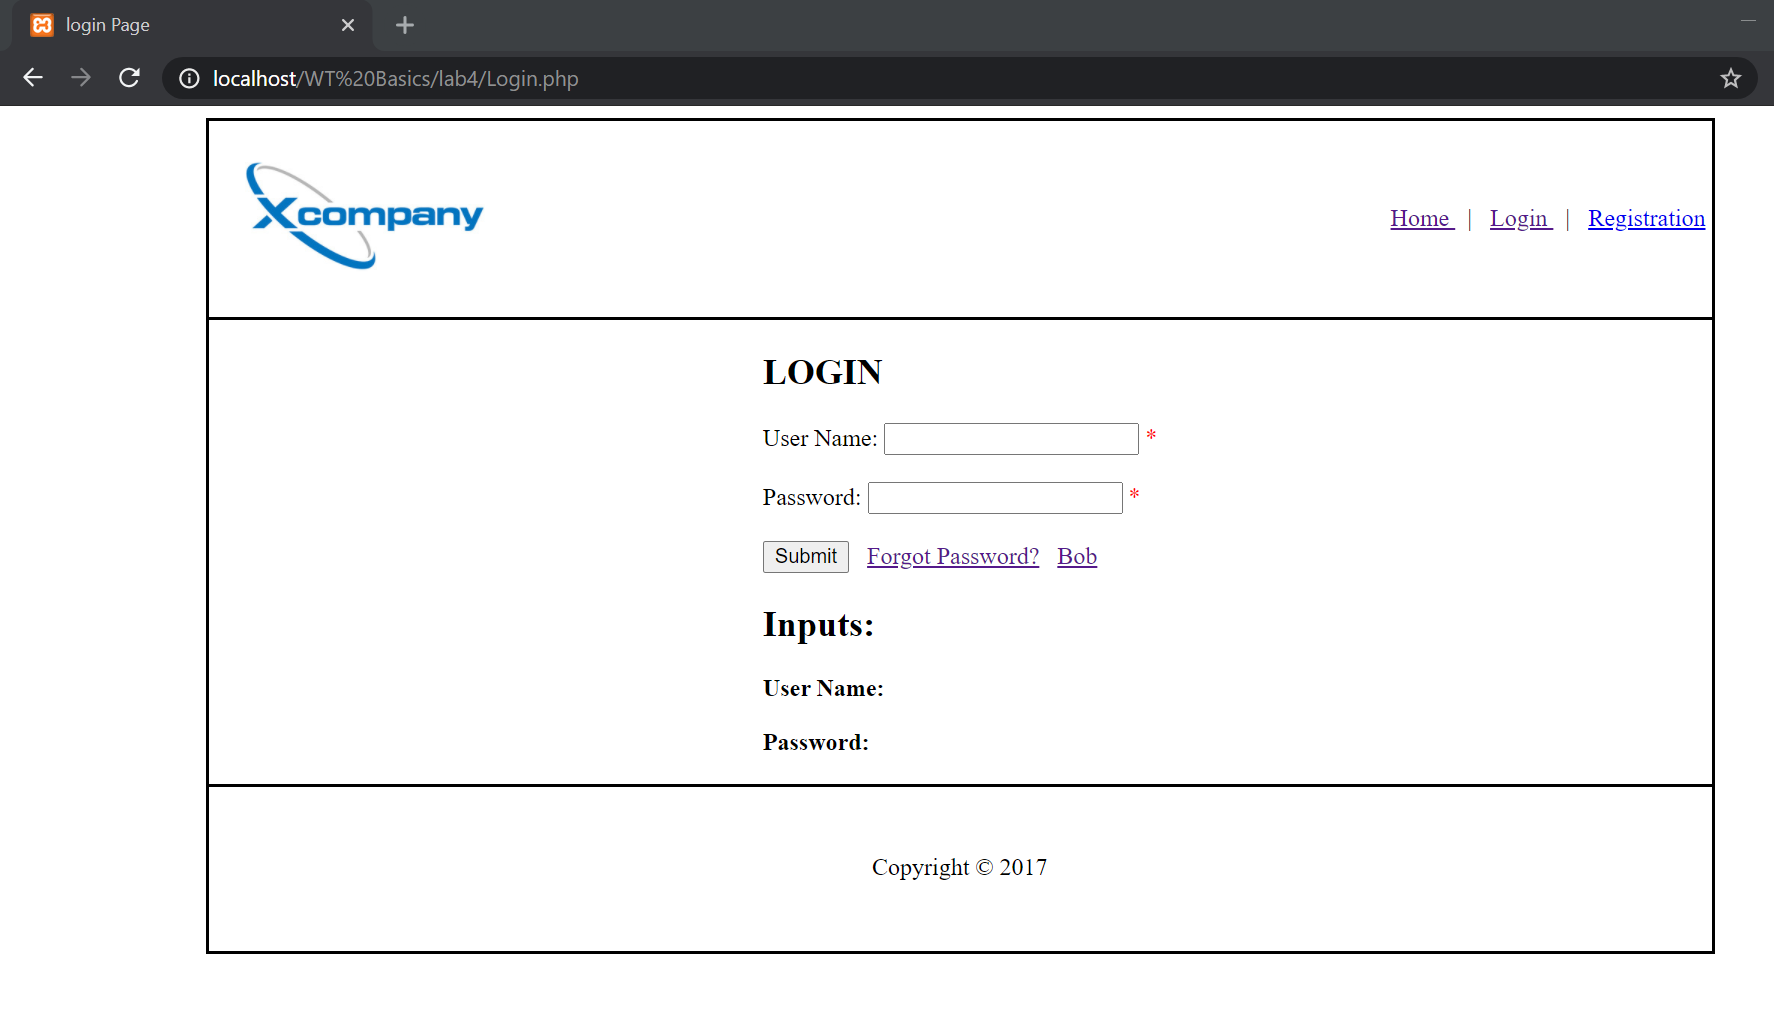 login Page
localhost/WT%20Basics/lab4/Login.php
Xcompany
Home | Login | Registration
LOGIN
User Name: *
Password: *
Submit Forgot Password? Bob
Inputs:
User Name:
Password:
Copyright © 2017